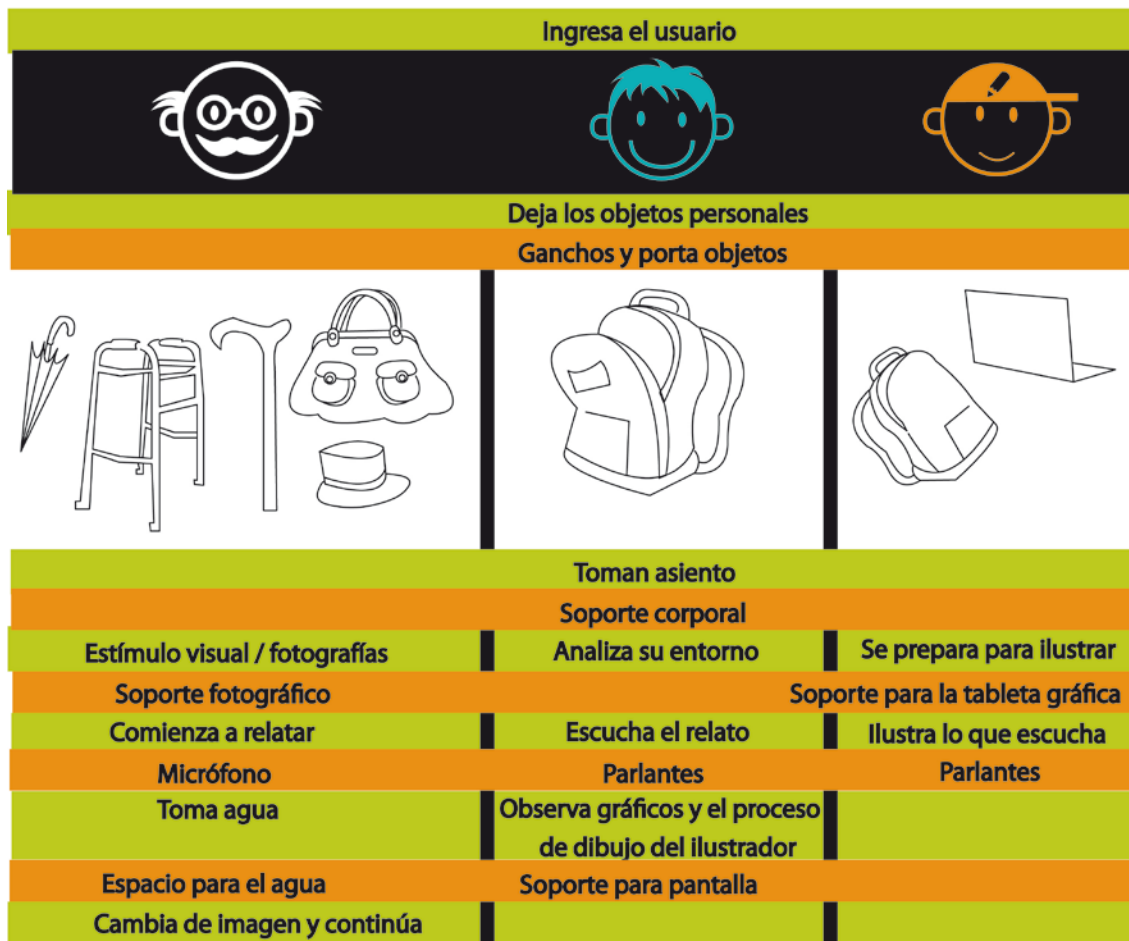 Ingresa el usuario
Deja los objetos personales
Ganchos y porta objetos
Toman asiento
Soporte corporal
Estímulo visual / fotografías
Analiza su entorno
Se prepara para ilustrar
Soporte fotográfico
Soporte para la tableta gráfica
Comienza a relatar
Escucha el relato
Ilustra lo que escucha
Micrófono
Parlantes
Parlantes
Toma agua
Observa gráficos y el proceso
de dibujo del ilustrador
Espacio para el agua
Soporte para pantalla
Cambia de imagen y continúa